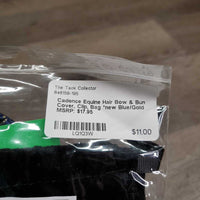 The Tack Collector
Cadence Equine Hair Bow & Bun
Cover, Clip, Bag *new Blue/Gold
MSRP: $17.95
LQ123W
$11.00